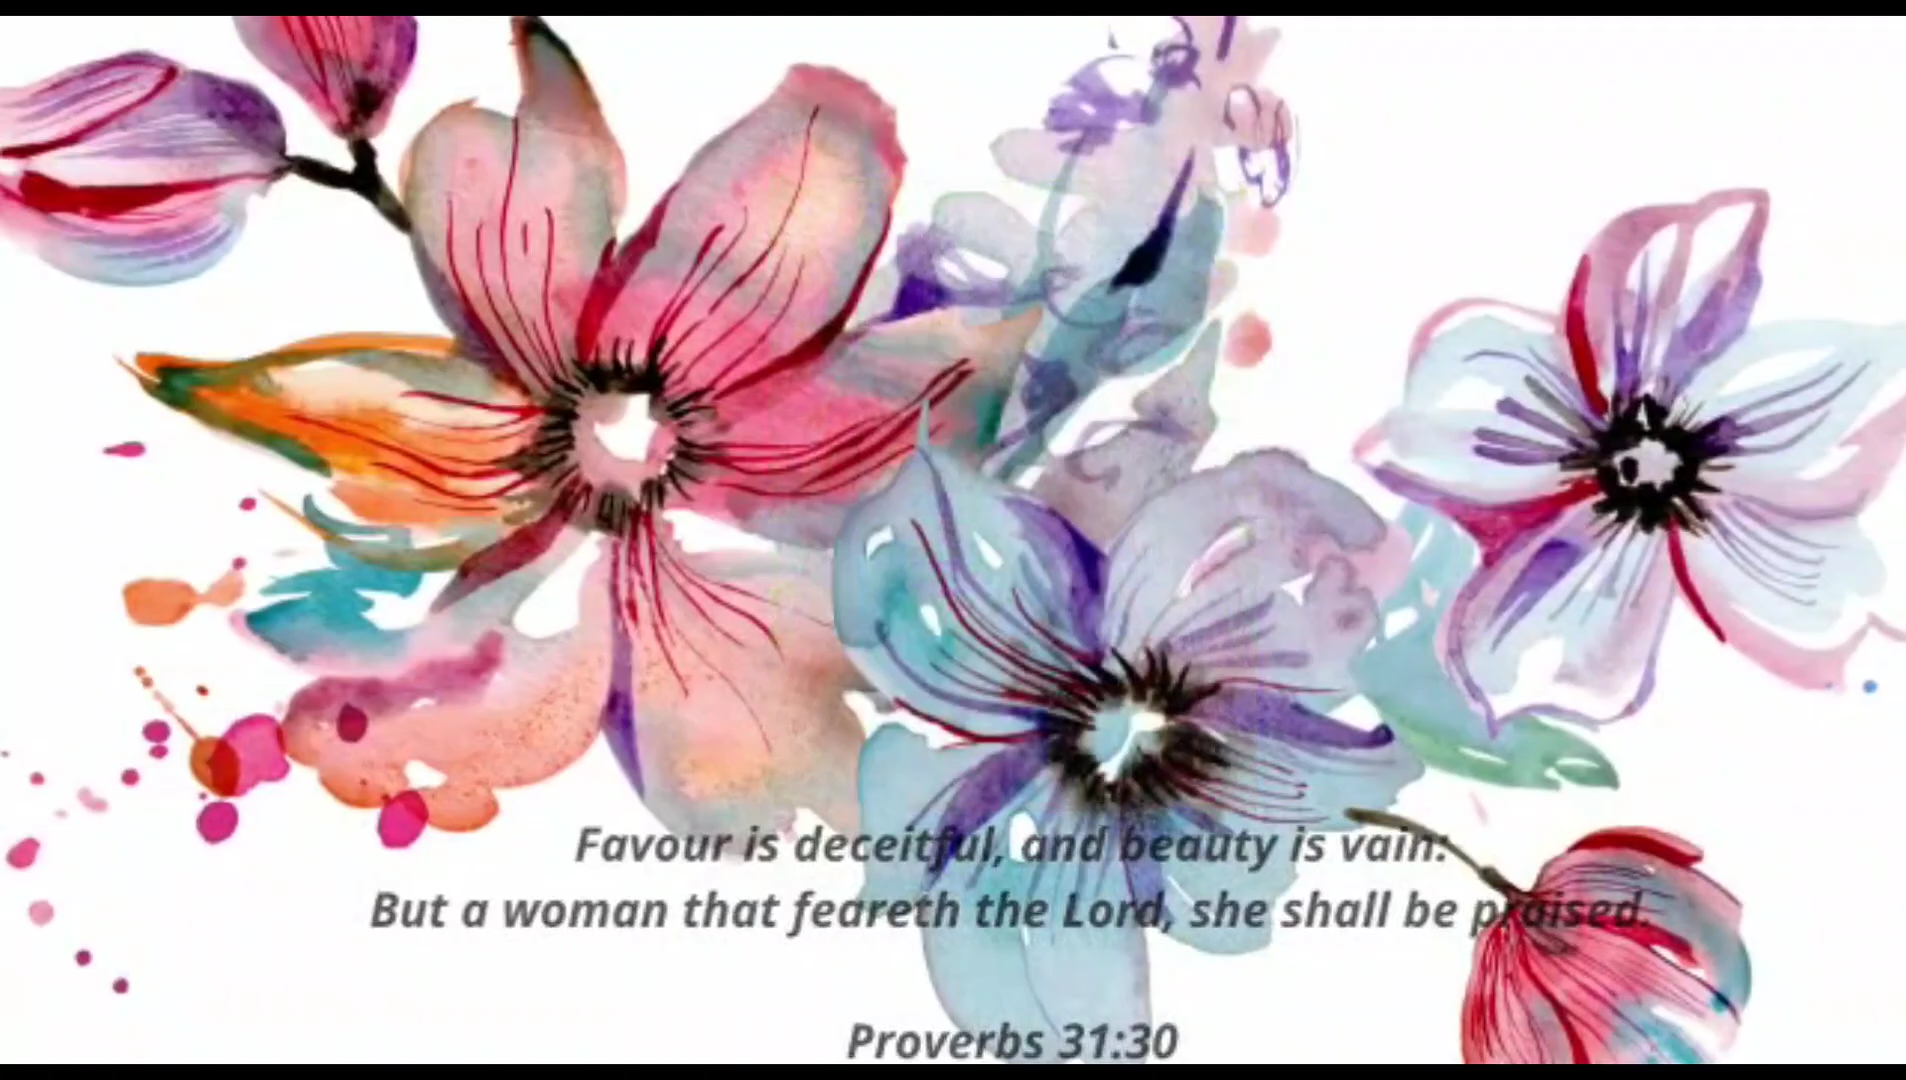 Favour is deceitful, and beauty is vain:
But a woman that feareth the Lord, she shall be praised.
Proverbs 31:30